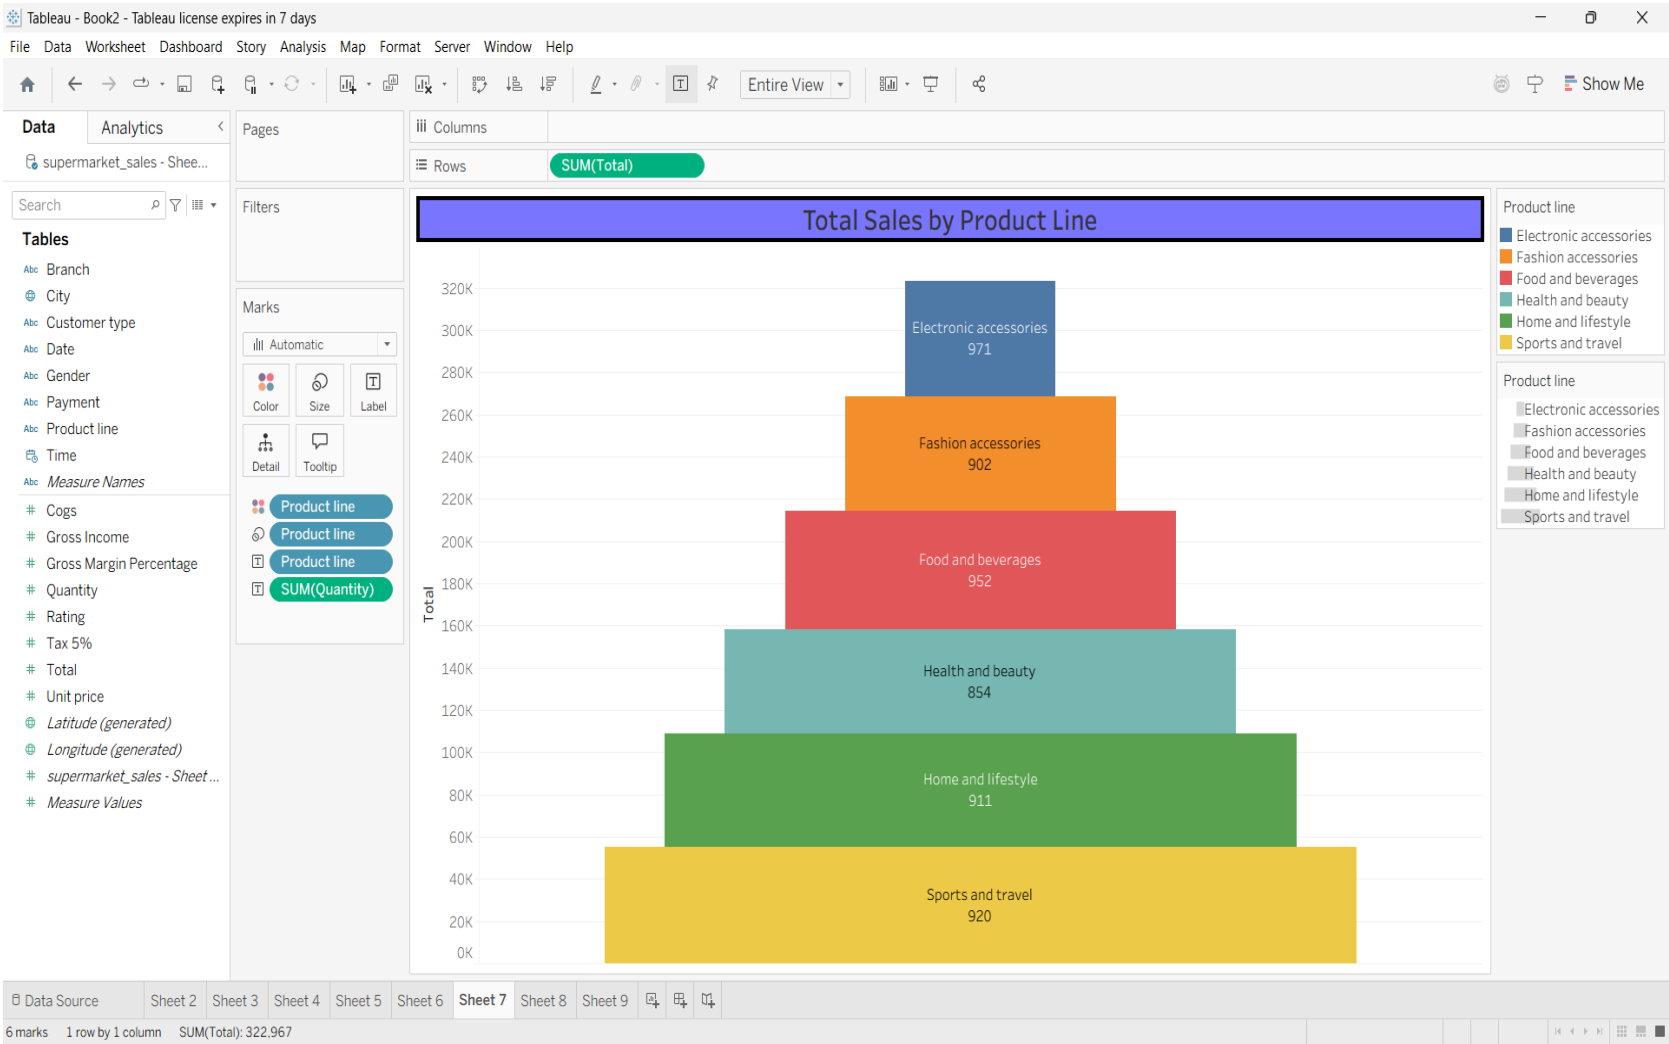 Tableau - Book2 - Tableau license expires in 7 days
File Data Worksheet Dashboard Story Analysis Map Format Server Window Help
Entire View
Show Me
Data
Analytics
supermarket_sales - Shee...
Search
Tables
Abc Branch
City
Abc Customer type
Abc Date
Abc Gender
Abc Payment
Abc Product line
Time
Abc Measure Names
# Cogs
# Gross Income
# Gross Margin Percentage
# Quantity
# Rating
# Tax 5%
# Total
# Unit price
Latitude (generated)
Longitude (generated)
# supermarket_sales - Sheet ...
# Measure Values
Pages
Filters
Marks
Automatic
Color
Size
T
Label
Detail
Tooltip
Product line
Product line
T Product line
T SUM(Quantity)
Columns
Rows
SUM(Total)
Total Sales by Product Line
Total
320K
300K
280K
260K
240K
220K
200K
180K
160K
140K
120K
100K
80K
60K
40K
20K
0K
Electronic accessories
971
Fashion accessories
902
Food and beverages
952
Health and beauty
854
Home and lifestyle
911
Sports and travel
920
Product line
Electronic accessories
Fashion accessories
Food and beverages
Health and beauty
Home and lifestyle
Sports and travel
Product line
Electronic accessories
Fashion accessories
Food and beverages
Health and beauty
Home and lifestyle
Sports and travel
Data Source
Sheet 2
Sheet 3
Sheet 4
Sheet 5
Sheet 6
Sheet 7
Sheet 8
Sheet 9
6 marks 1 row by 1 column SUM(Total): 322,967